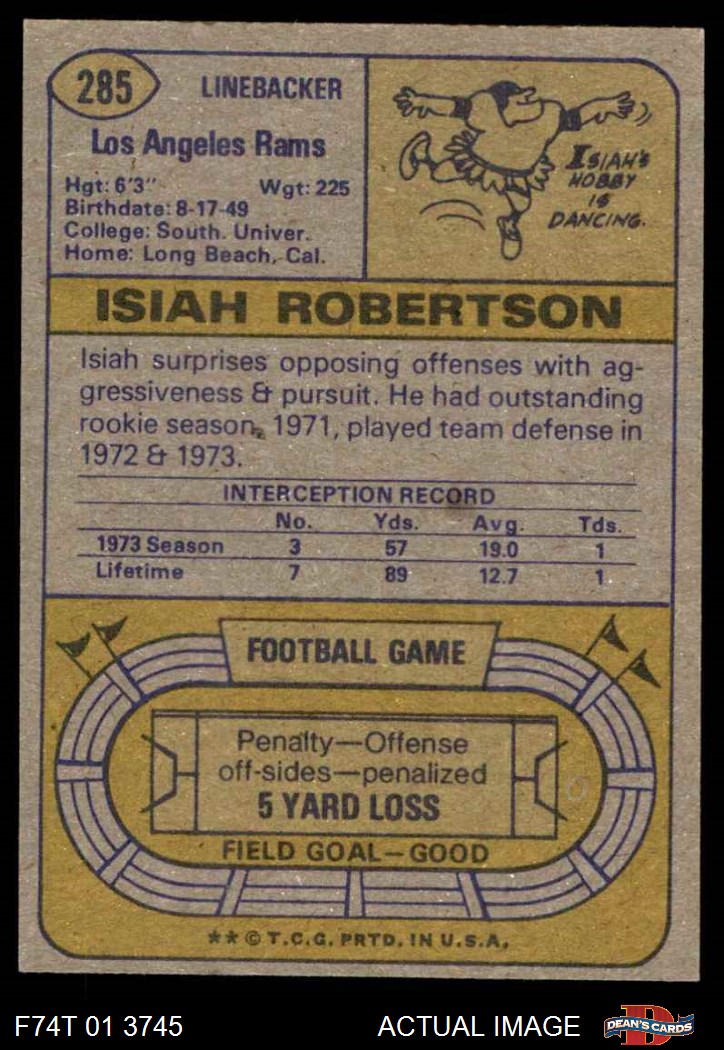 285
LINEBACKER
Los Angeles Rams
Hgt: 6'3" Wgt: 225
Birthdate: 8-17-49
College: South. Univer.
Home: Long Beach, Cal.
ISIAH'S
HOBBY
IS
DANCING.
ISIAH ROBERTSON
Isiah surprises opposing offenses with ag-
gressiveness & pursuit. He had outstanding
rookie season, 1971, played team defense in
1972 & 1973.
INTERCEPTION RECORD
No. Yds. Avg. Tds.
1973 Season 3 57 19.0 1
Lifetime 7 89 12.7 1
FOOTBALL GAME
Penalty—Offense
off-sides—penalized
5 YARD LOSS
FIELD GOAL—GOOD
** © T.C.G. PRTD. IN U.S.A.
F74T 01 3745 ACTUAL IMAGE DEAN'S CARDS